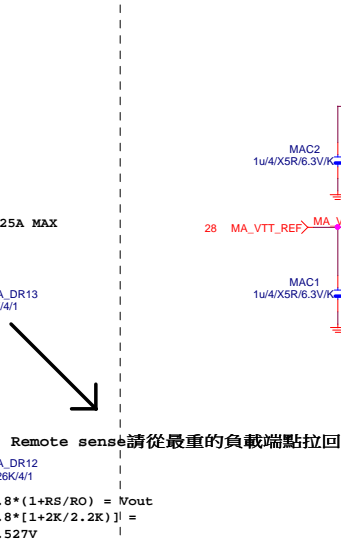 MAC2
1u/4/X5R/6.3V/K
25A MAX
28 MA_VTT_REF
MAC1
1u/4/X5R/6.3V/K
A_DR13
/4/1
Remote sense請從最重的負載端點拉回
A_DR12
26K/4/1
.8*(1+RS/RO) = Vout
.8*[1+2K/2.2K)] =
.527V